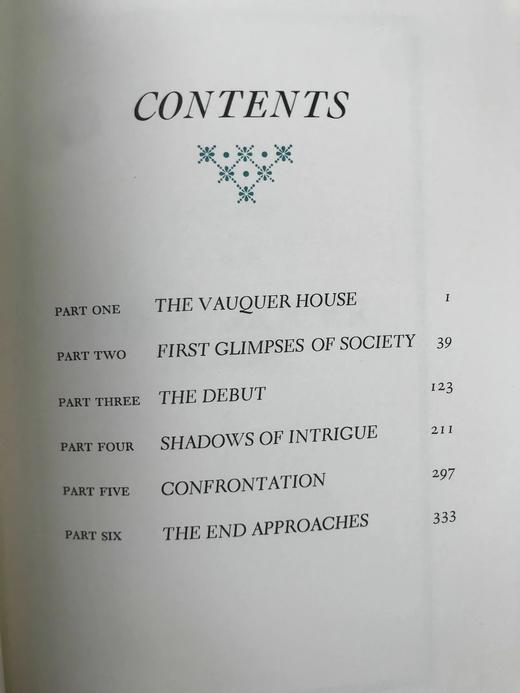 CONTENTS
PART ONE THE VAUQUER HOUSE 1
PART TWO FIRST GLIMPSES OF SOCIETY 39
PART THREE THE DEBUT 123
PART FOUR SHADOWS OF INTRIGUE 211
PART FIVE CONFRONTATION 297
PART SIX THE END APPROACHES 333